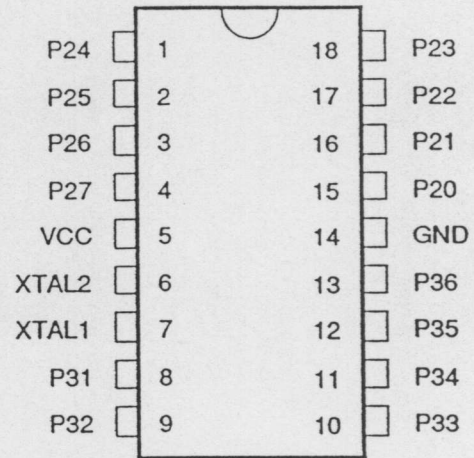 P24 1 18 P23
P25 2 17 P22
P26 3 16 P21
P27 4 15 P20
VCC 5 14 GND
XTAL2 6 13 P36
XTAL1 7 12 P35
P31 8 11 P34
P32 9 10 P33